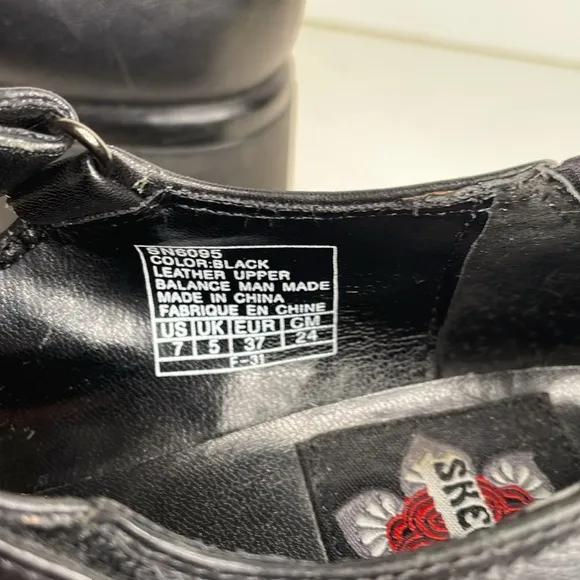 SN6095
COLOR:BLACK
LEATHER UPPER
BALANCE MAN MADE
MADE IN CHINA
FABRIQUE EN CHINE
US UK EUR CM
7 5 37 24
F-31
SKE